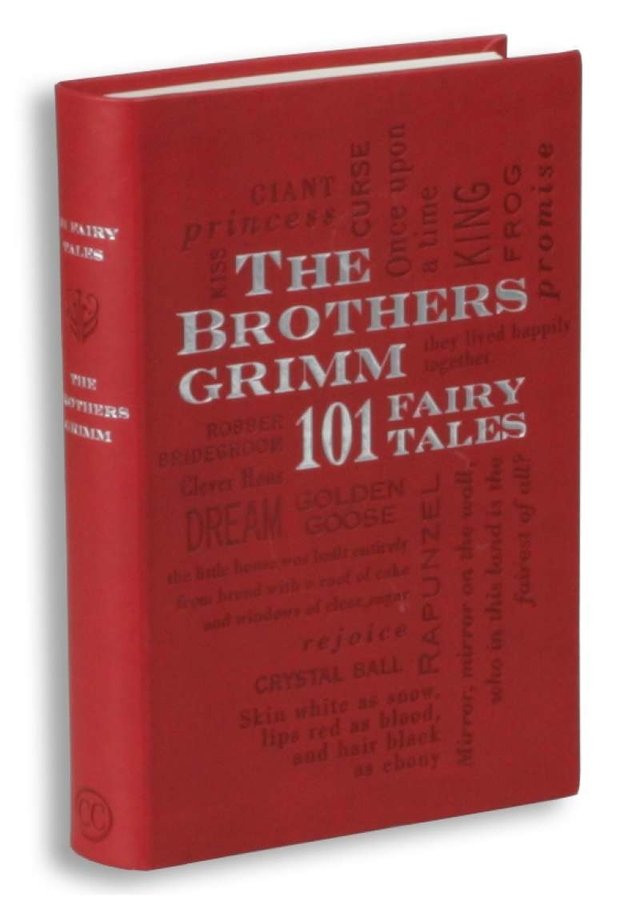 101 FAIRY
TALES
THE
BROTHERS
GRIMM
CC
GIANT
princess
KISS
CURSE
Once upon
a time
KING
FROG
promise
THE
BROTHERS
GRIMM
they lived happily
together.
101 FAIRY
TALES
ROBBER
BRIDEGROOM
Clever Hans
DREAM
GOLDEN
GOOSE
the little house was built entirely
from bread with a roof of cake
and windows of clear sugar
rejoice
CRYSTAL BALL
RAPUNZEL
Mirror, mirror on the wall,
who in this land is the
fairest of all?
Skin white as snow,
lips red as blood,
and hair black
as ebony